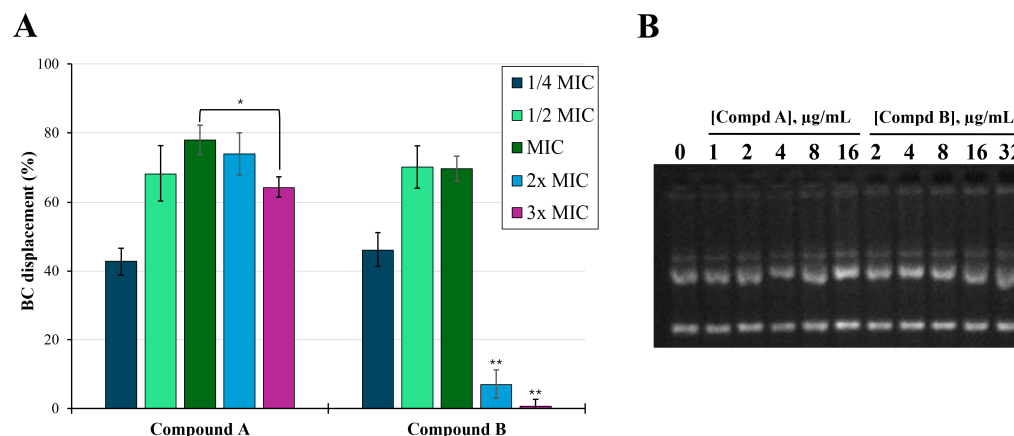 A
BC displacement (%)
100
80
60
40
20
0
*
**
**
Compound A
Compound B
1/4 MIC
1/2 MIC
MIC
2x MIC
3x MIC
B
[Compd A], µg/mL [Compd B], µg/mL
0 1 2 4 8 16 2 4 8 16 32